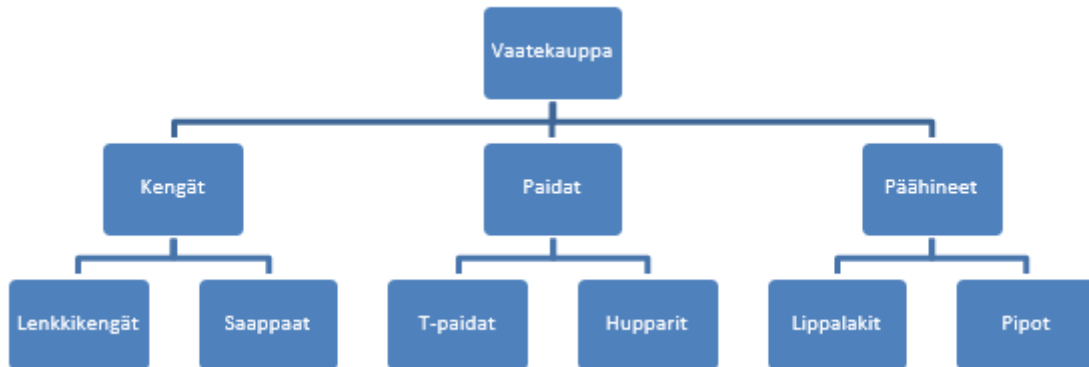 Vaatekauppa
Kengät
Paidat
Päähineet
Lenkkikengät
Saappaat
T-paidat
Hupparit
Lippalakit
Pipot